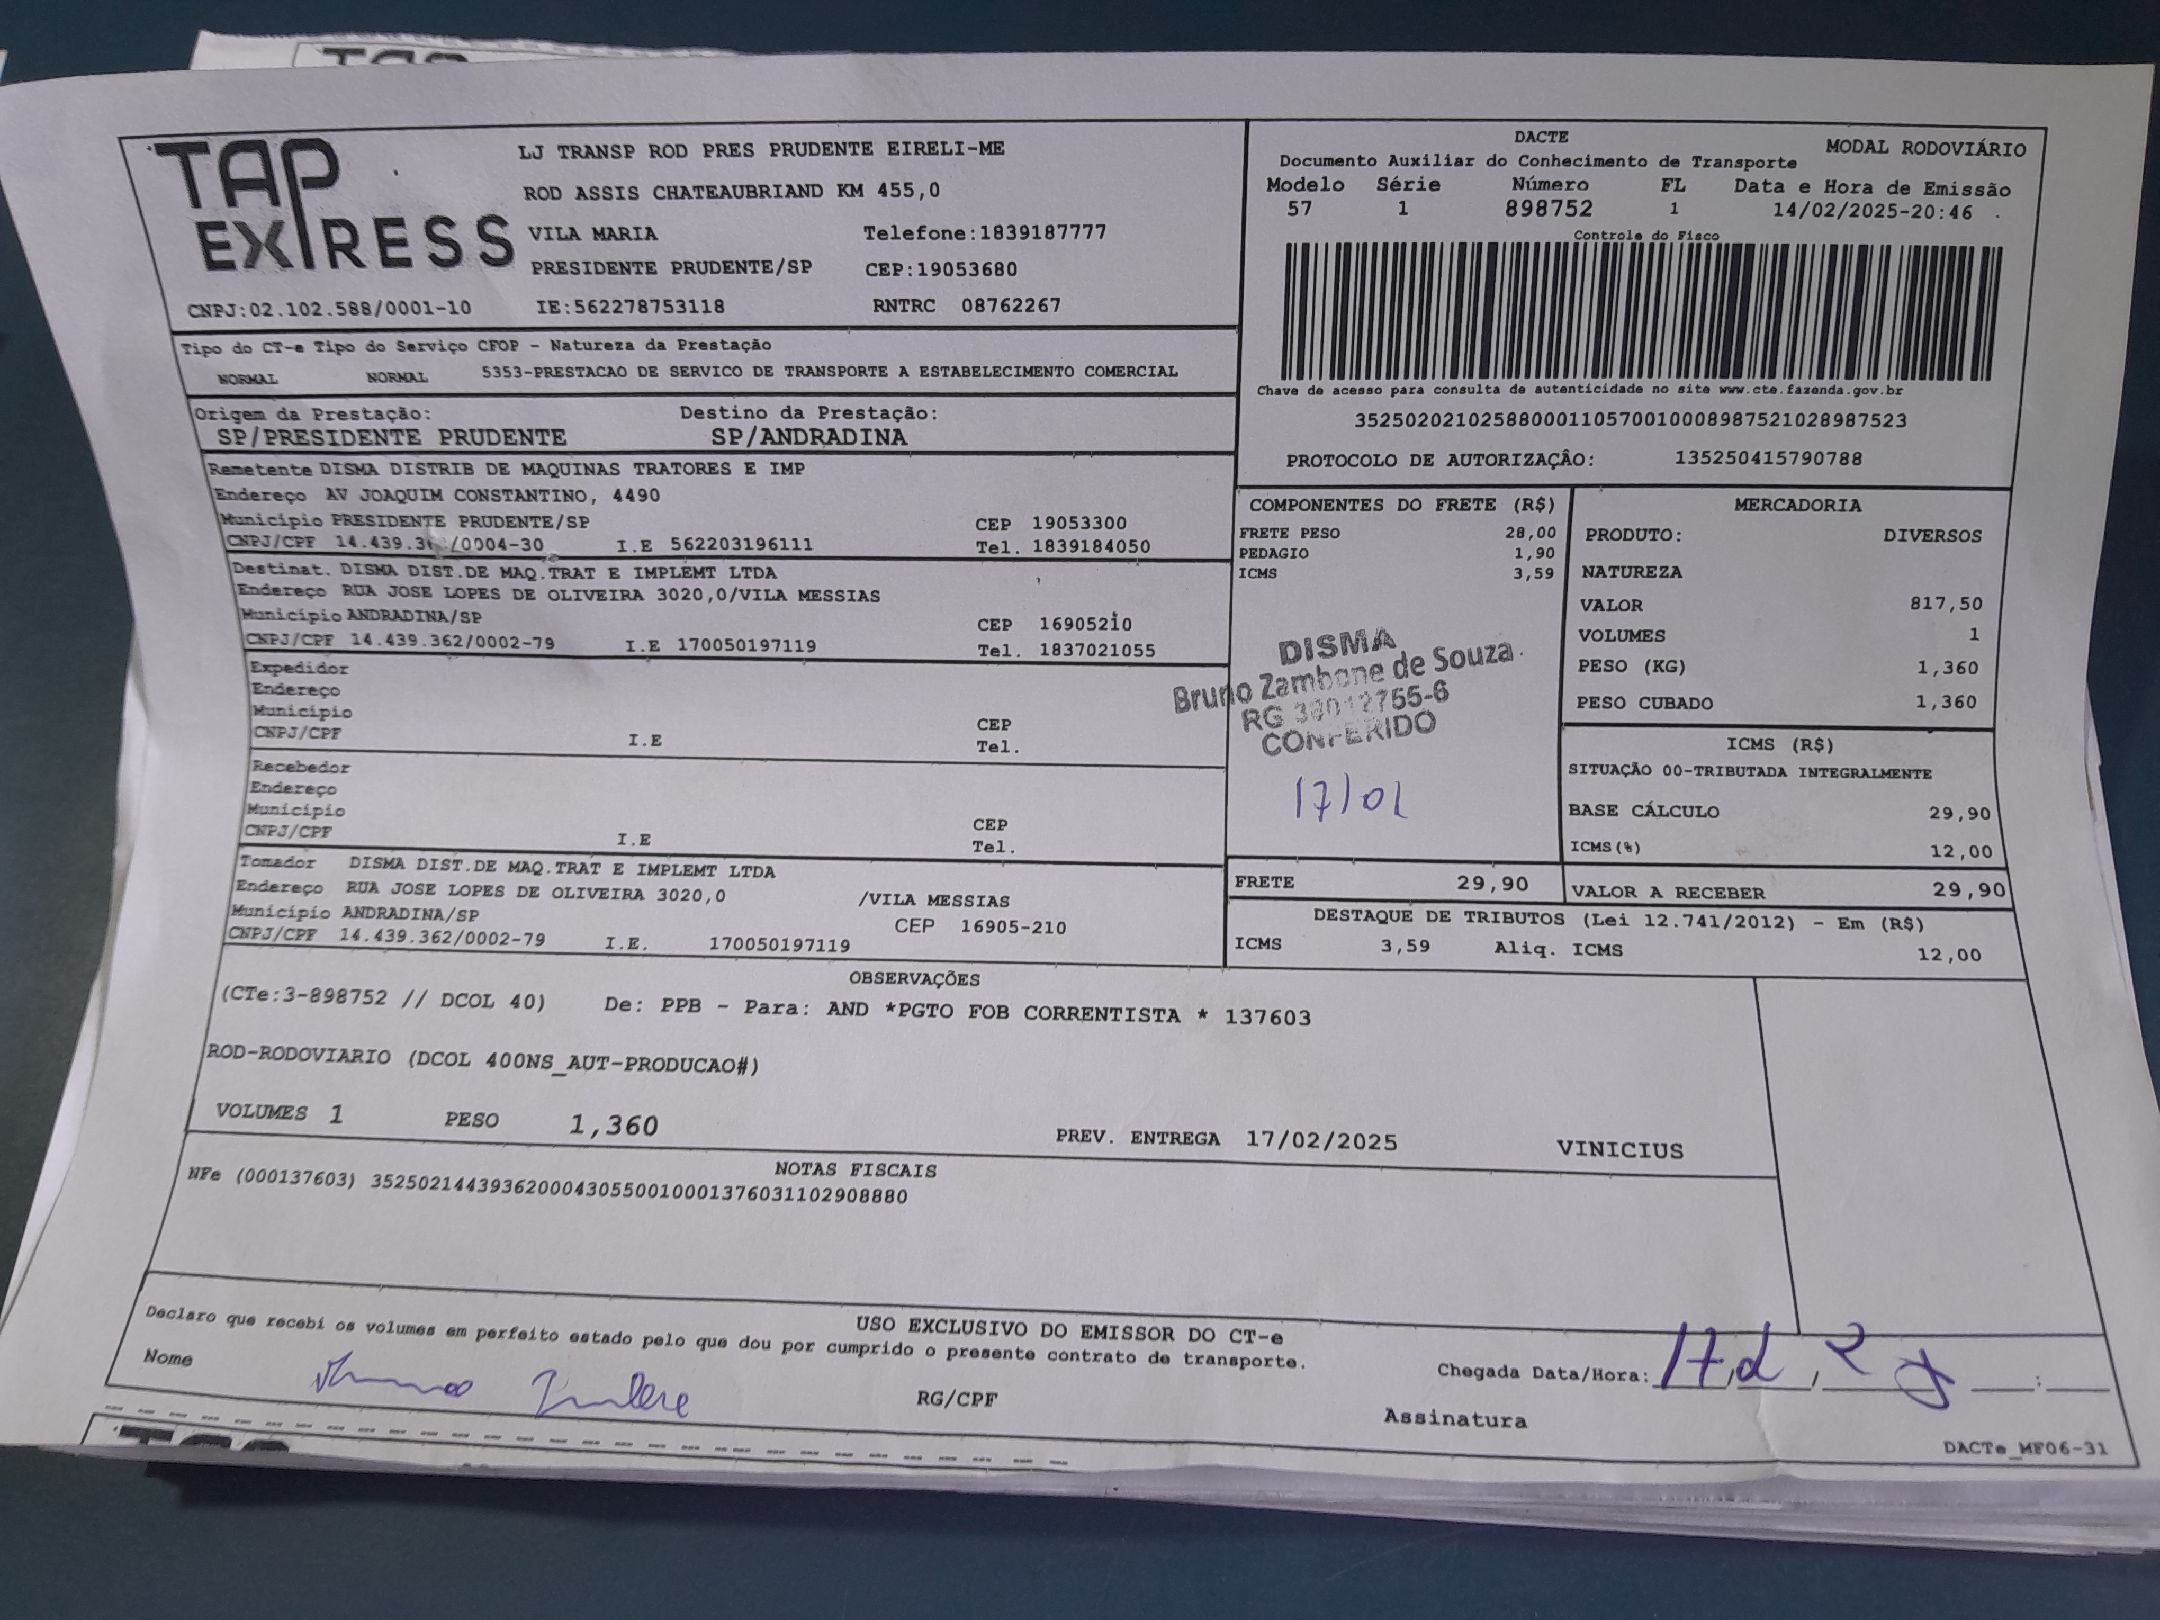 TAP
EXPRESS
LJ TRANSP ROD PRES PRUDENTE EIRELI-ME
ROD ASSIS CHATEAUBRIAND KM 455,0
VILA MARIA Telefone:1839187777
PRESIDENTE PRUDENTE/SP CEP:19053680
CNPJ:02.102.588/0001-10 IE:562278753118 RNTRC 08762267
DACTE MODAL RODOVIÁRIO
Documento Auxiliar do Conhecimento de Transporte
Modelo Série Número FL Data e Hora de Emissão
57 1 898752 1 14/02/2025-20:46
Controle do Fisco
Chave de acesso para consulta de autenticidade no site www.cte.fazenda.gov.br
35250202102588000110570010008987521028987523
PROTOCOLO DE AUTORIZAÇÂO: 135250415790788
Tipo do CT-e Tipo do Serviço CFOP - Natureza da Prestação
NORMAL NORMAL 5353-PRESTACAO DE SERVICO DE TRANSPORTE A ESTABELECIMENTO COMERCIAL
Origem da Prestação: Destino da Prestação:
SP/PRESIDENTE PRUDENTE SP/ANDRADINA
Remetente DISMA DISTRIB DE MAQUINAS TRATORES E IMP
Endereço AV JOAQUIM CONSTANTINO, 4490
Município PRESIDENTE PRUDENTE/SP CEP 19053300
CNPJ/CPF /0004-30 I.E 562203196111 Tel. 1839184050
Destinat. DISMA DIST.DE MAQ.TRAT E IMPLEMT LTDA
Endereço RUA JOSE LOPES DE OLIVEIRA 3020,0/VILA MESSIAS
Município ANDRADINA/SP CEP 16905210
CNPJ/CPF 14.439.362/0002-79 I.E 170050197119 Tel. 1837021055
Expedidor
Endereço
Município CEP
CNPJ/CPF I.E Tel.
Recebedor
Endereço
Município CEP
CNPJ/CPF I.E Tel.
Tomador DISMA DIST.DE MAQ.TRAT E IMPLEMT LTDA
Endereço RUA JOSE LOPES DE OLIVEIRA 3020,0 /VILA MESSIAS
Município ANDRADINA/SP CEP 16905-210
CNPJ/CPF 14.439.362/0002-79 I.E. 170050197119
COMPONENTES DO FRETE (R$)
FRETE PESO 28,00
PEDAGIO 1,90
ICMS 3,59
DISMA
Bruno Zambone de Souza
RG
CONFERIDO
17/02
FRETE 29,90
MERCADORIA
PRODUTO: DIVERSOS
NATUREZA
VALOR 817,50
VOLUMES 1
PESO (KG) 1,360
PESO CUBADO 1,360
ICMS (R$)
SITUAÇÃO 00-TRIBUTADA INTEGRALMENTE
BASE CÁLCULO 29,90
ICMS(%) 12,00
VALOR A RECEBER 29,90
DESTAQUE DE TRIBUTOS (Lei 12.741/2012) - Em (R$)
ICMS 3,59 Aliq. ICMS 12,00
OBSERVAÇÕES
(CTe:3-898752 // DCOL 40) De: PPB - Para: AND *PGTO FOB CORRENTISTA * 137603
ROD-RODOVIARIO (DCOL 400NS_AUT-PRODUCAO#)
VOLUMES 1 PESO 1,360 PREV. ENTREGA 17/02/2025 VINICIUS
NOTAS FISCAIS
NFe (000137603) 35250214439362000430550010001376031102908880
USO EXCLUSIVO DO EMISSOR DO CT-e
Declaro que recebi os volumes em perfeito estado pelo que dou por cumprido o presente contrato de transporte.
Nome RG/CPF Chegada Data/Hora: 17
Assinatura
DACTe_MF06-31